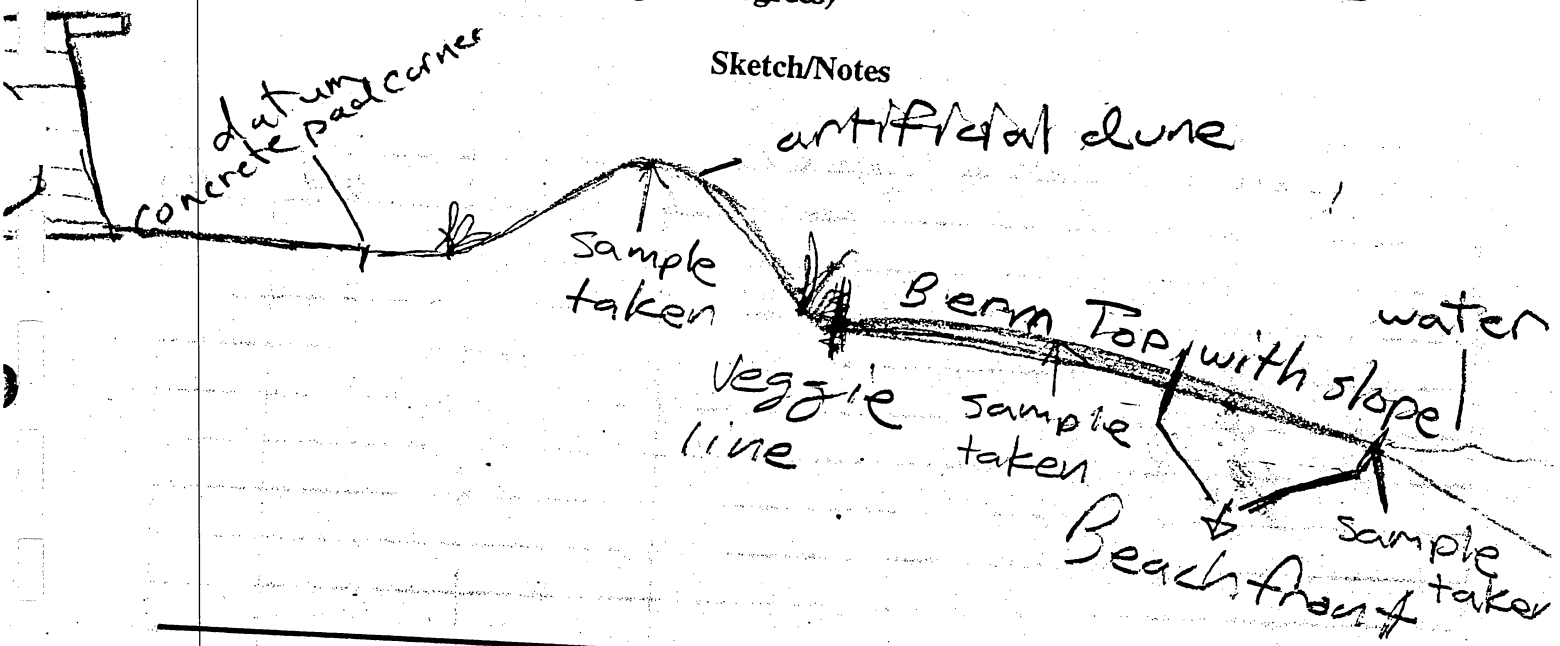 Sketch/Notes
datum
concrete pad corner
artificial dune
sample
taken
Berm Top with slope
water
veggie
line
sample
taken
Beach front
sample
taken